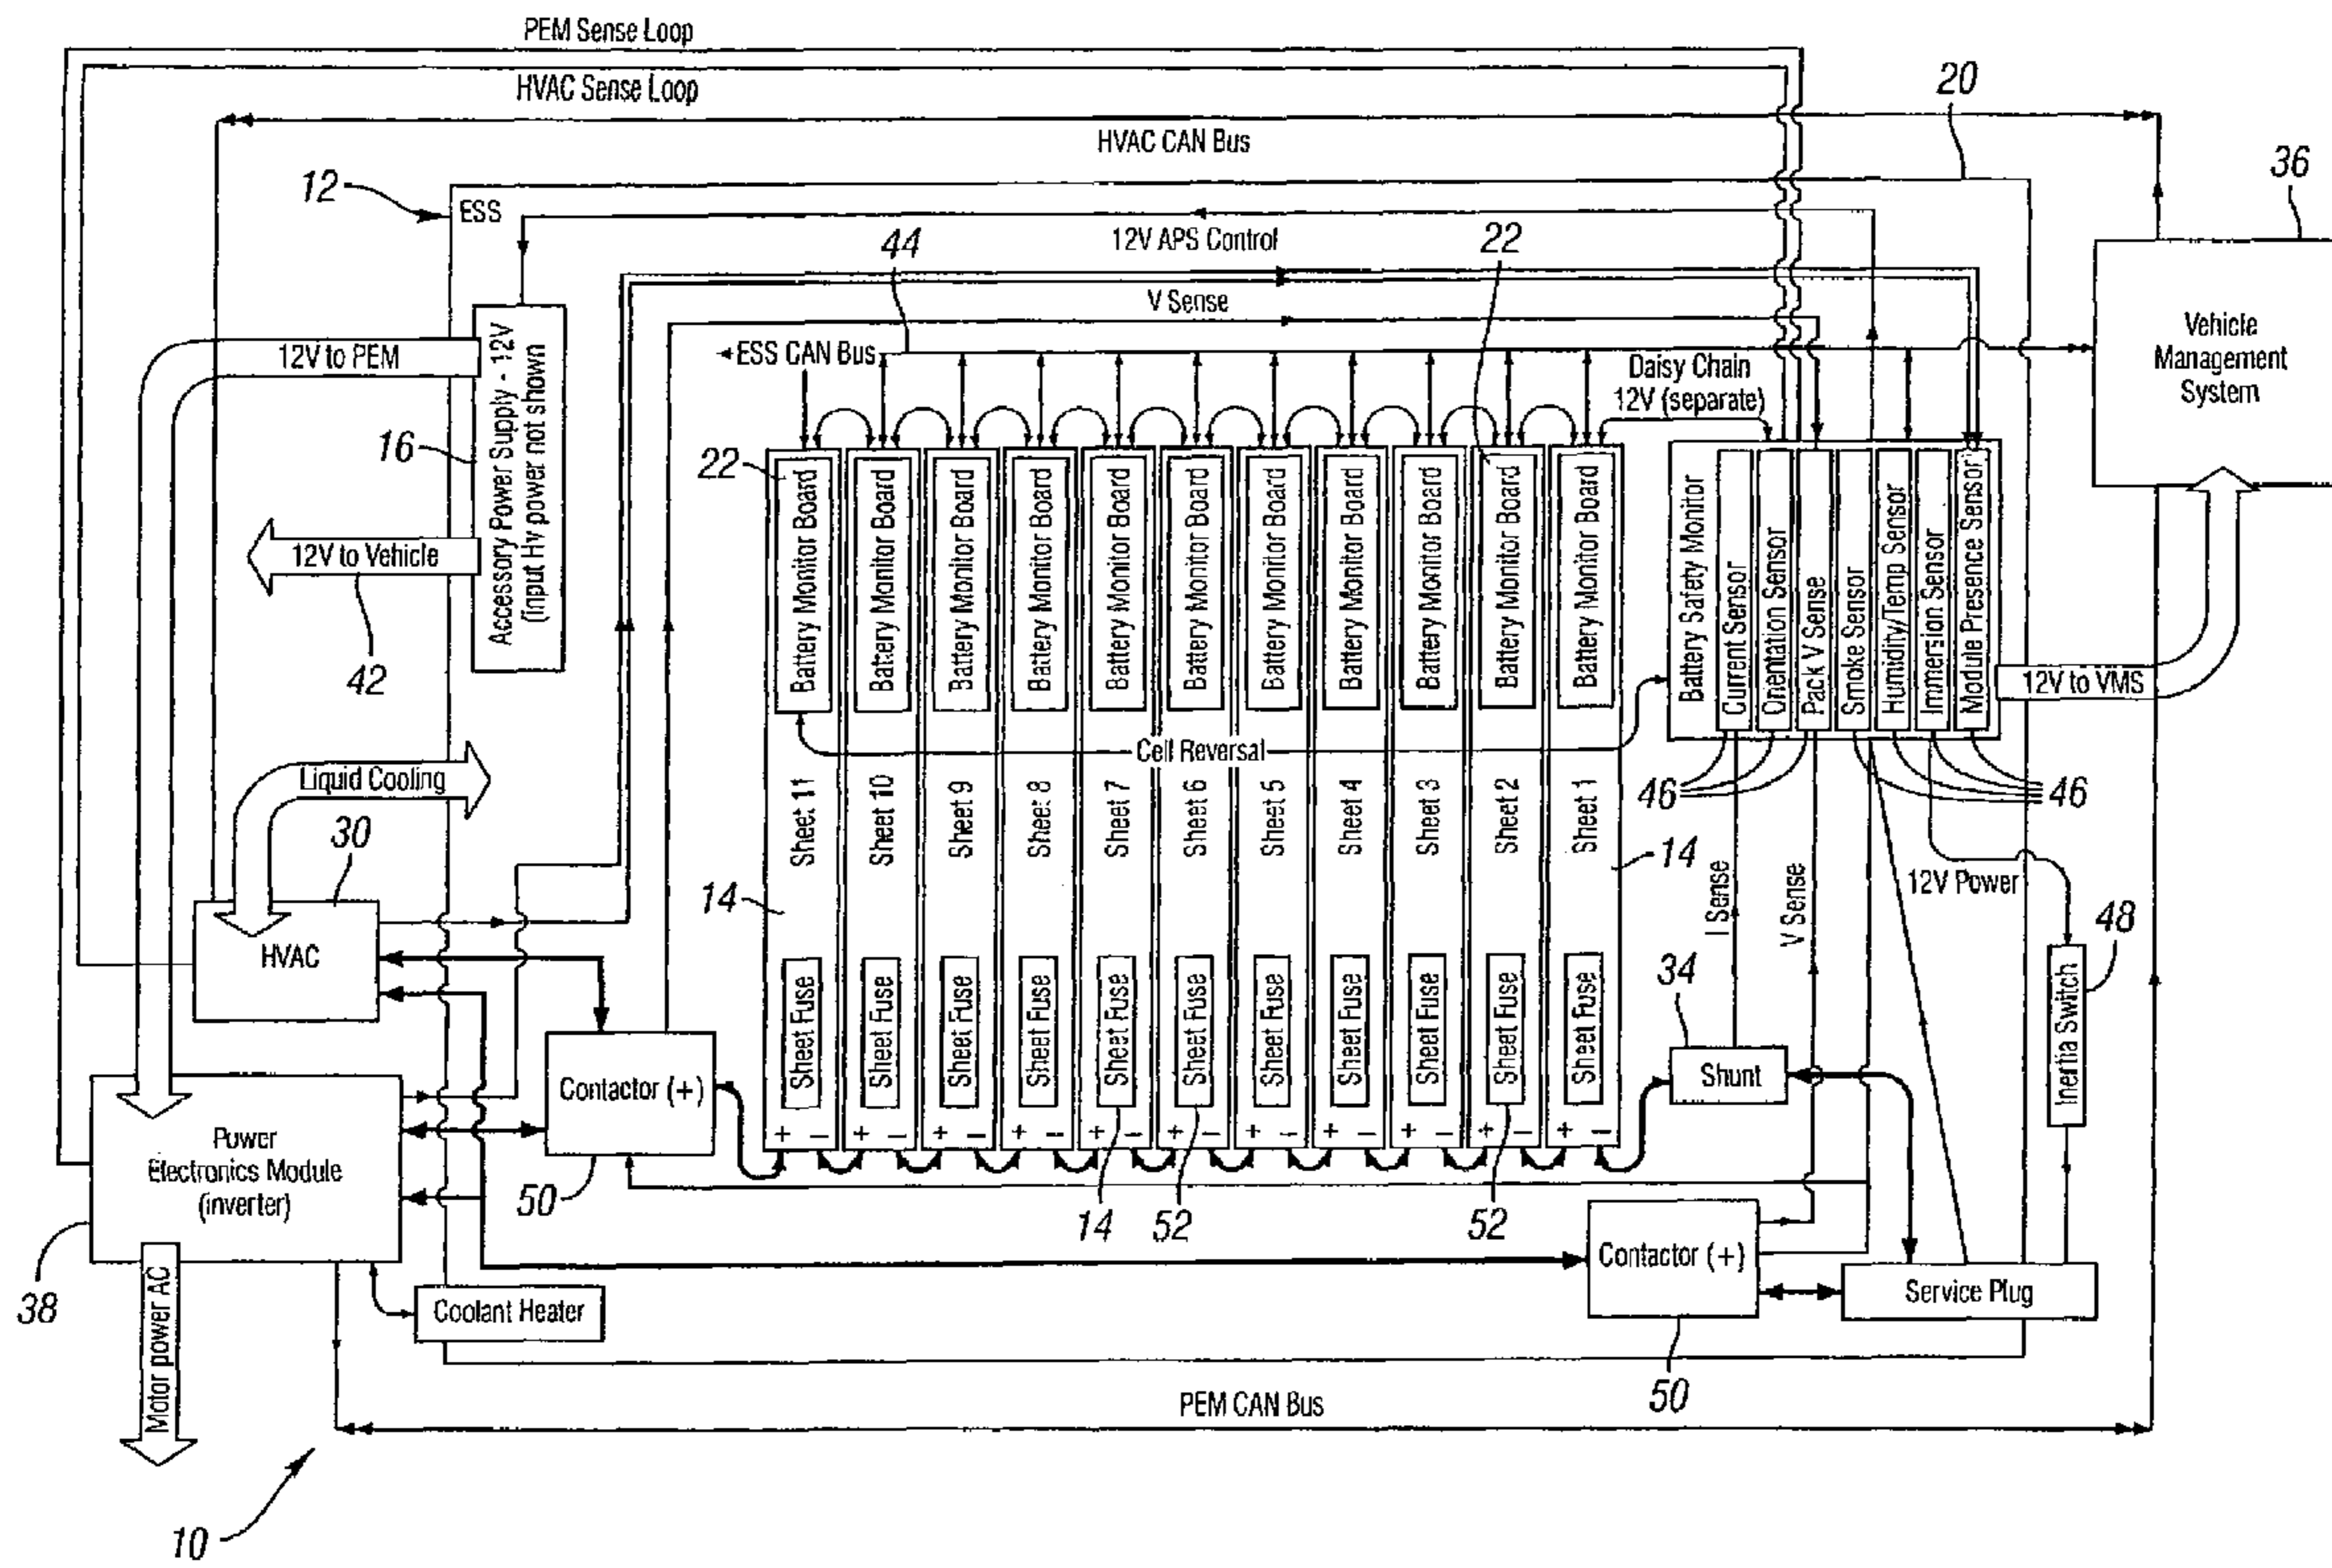 PEM Sense Loop
HVAC Sense Loop
20
HVAC CAN Bus
36
12
ESS
12V APS Control
44
22
V Sense
12V to PEM
ESS CAN Bus
Daisy Chain
12V (separate)
Vehicle
Management
System
Accessory Power Supply - 12V
(Input Hv power not shown)
16
22
Battery Monitor Board
Battery Monitor Board
Battery Monitor Board
Battery Monitor Board
Battery Monitor Board
Battery Monitor Board
Battery Monitor Board
Battery Monitor Board
Battery Monitor Board
Battery Monitor Board
Battery Monitor Board
Battery Safety Monitor
Current Sensor
Orientation Sensor
Pack V Sense
Smoke Sensor
Humidity/Temp Sensor
Immersion Sensor
Module Presence Sensor
12V to Vehicle
42
12V to VMS
Cell Reversal
Liquid Cooling
46
46
30
Sheet 11
Sheet 10
Sheet 9
Sheet 8
Sheet 7
Sheet 6
Sheet 5
Sheet 4
Sheet 3
Sheet 2
Sheet 1
14
14
I Sense
V Sense
12V Power
48
HVAC
34
Inertia Switch
Sheet Fuse
Sheet Fuse
Sheet Fuse
Sheet Fuse
Sheet Fuse
Sheet Fuse
Sheet Fuse
Sheet Fuse
Sheet Fuse
Sheet Fuse
Sheet Fuse
Shunt
Contactor (+)
+ − + − + − + − + − + − + − + − + − + − + −
Power
Electronics Module
(inverter)
50
14
52
52
Contactor (+)
38
Motor power AC
Coolant Heater
Service Plug
50
PEM CAN Bus
10